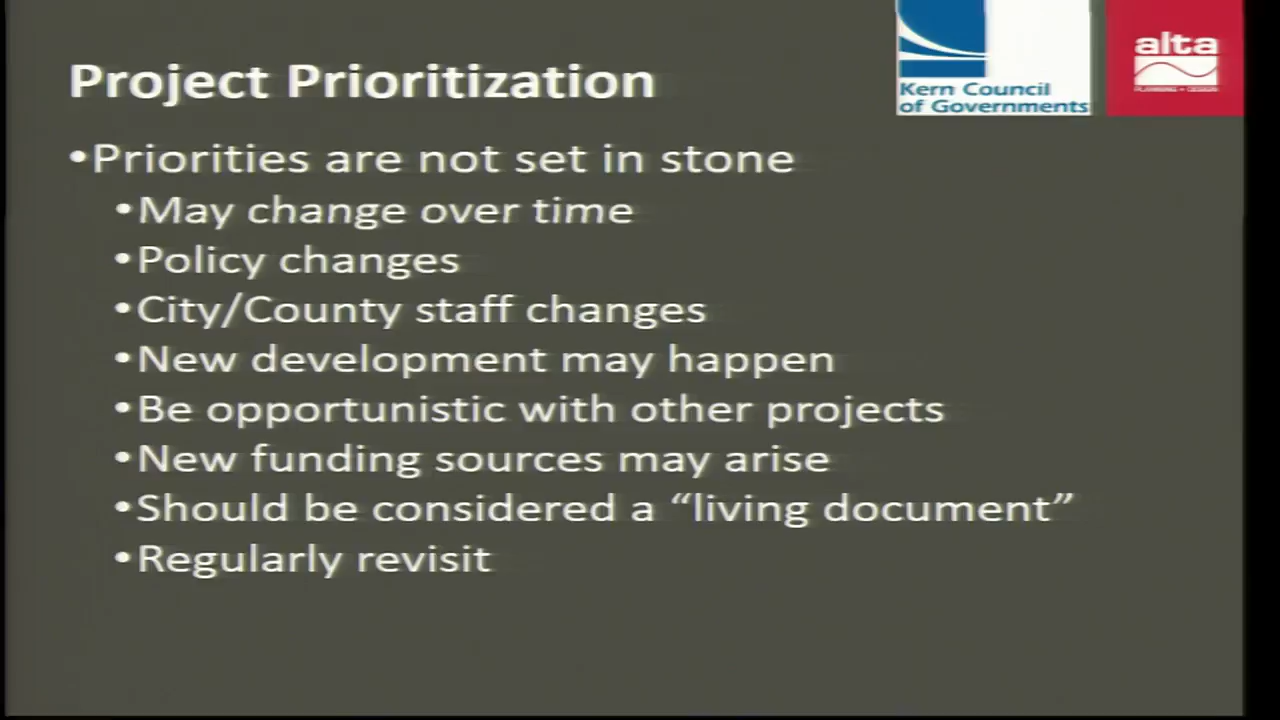 Project Prioritization
Kern Council
of Governments
alta
PLANNING + DESIGN
•Priorities are not set in stone
•May change over time
•Policy changes
•City/County staff changes
•New development may happen
•Be opportunistic with other projects
•New funding sources may arise
•Should be considered a “living document”
•Regularly revisit